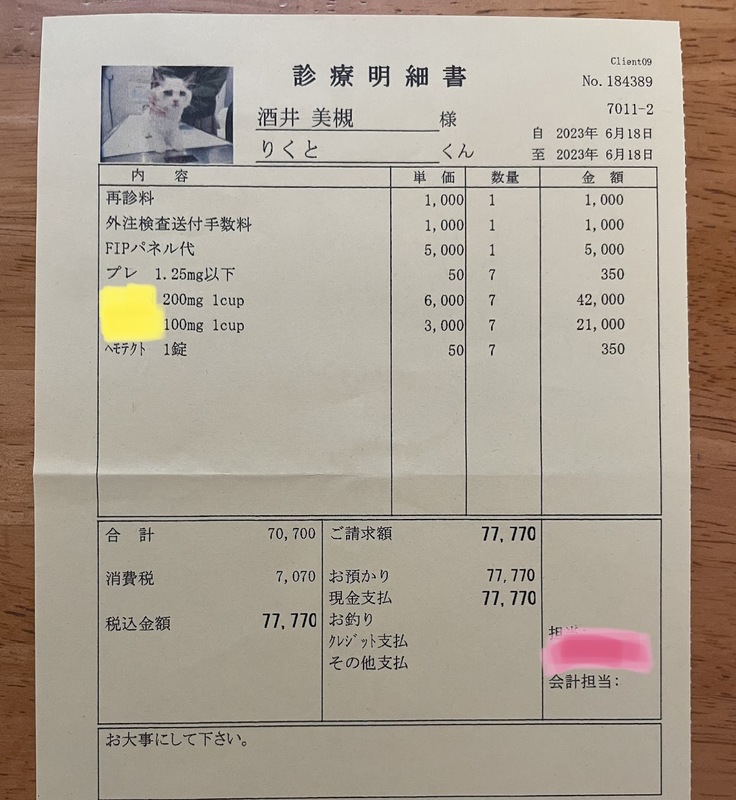 Client09
診療明細書
No.184389
7011-2
酒井 美槻 様
自 2023年 6月18日
りくと くん
至 2023年 6月18日
内 容 単 価 数量 金 額
再診料 1,000 1 1,000
外注検査送付手数料 1,000 1 1,000
FIPパネル代 5,000 1 5,000
プレ 1.25mg以下 50 7 350
200mg 1cup 6,000 7 42,000
100mg 1cup 3,000 7 21,000
ﾍﾓﾃｸﾄ 1錠 50 7 350
合 計 70,700 ご請求額 77,770
消費税 7,070 お預かり 77,770
現金支払 77,770
税込金額 77,770 お釣り
ｸﾚｼﾞｯﾄ支払
担当:
その他支払
会計担当:
お大事にして下さい。